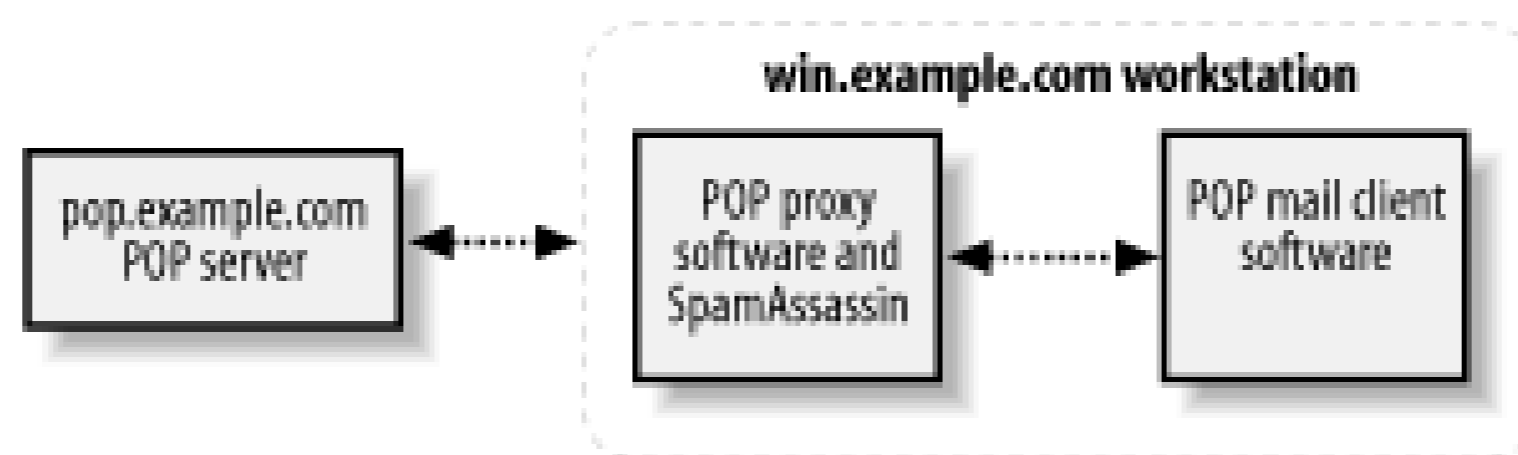 win.example.com workstation
pop.example.com
POP server
POP proxy
software and
SpamAssassin
POP mail client
software